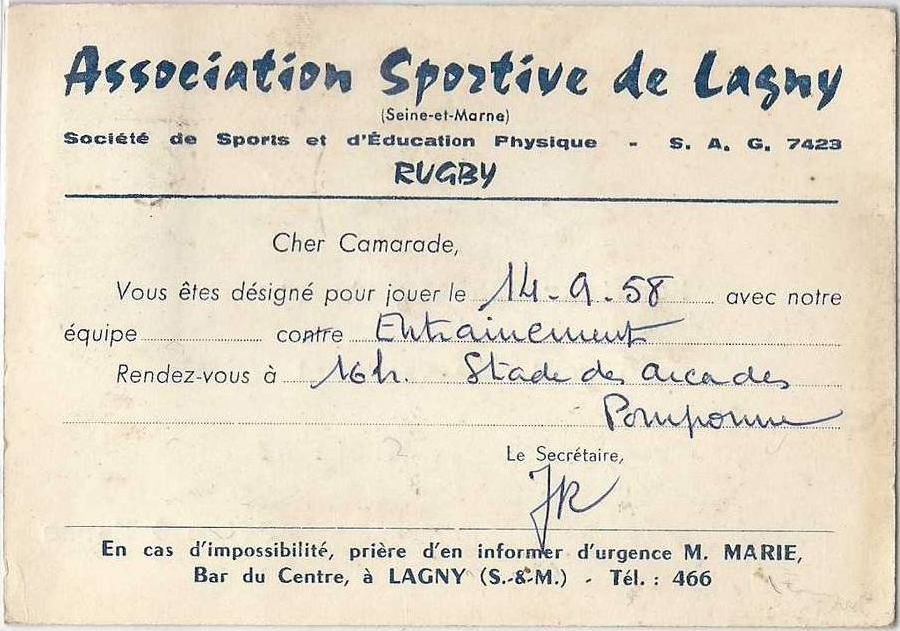 Association Sportive de Lagny
(Seine-et-Marne)
Société de Sports et d'Éducation Physique - S. A. G. 7423
RUGBY
Cher Camarade,
Vous êtes désigné pour jouer le 14-9-58 avec notre
équipe contre Entrainement
Rendez-vous à 16h. Stade des arcades
Pomponne
Le Secrétaire,
JR
En cas d'impossibilité, prière d'en informer d'urgence M. MARIE,
Bar du Centre, à LAGNY (S.-&-M.) - Tél. : 466